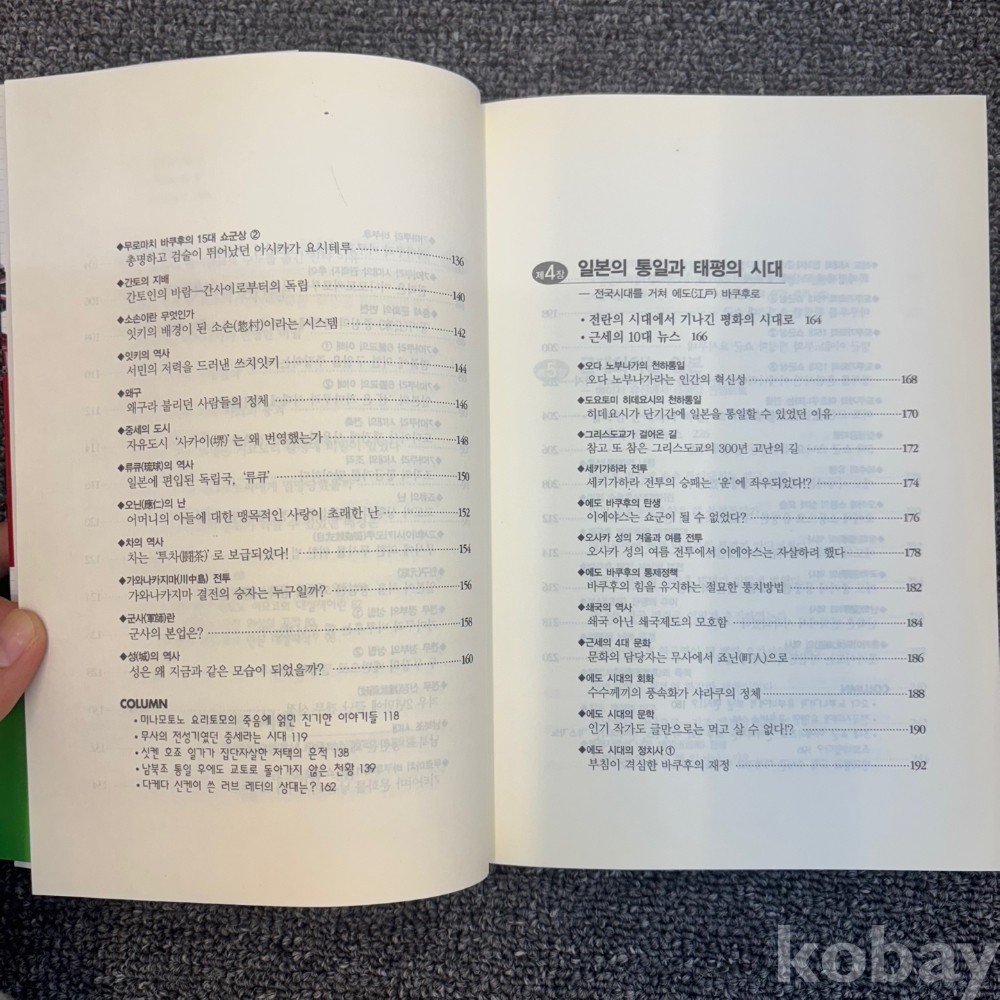 ◆무로마치 바쿠후의 15대 쇼군상 ②
총명하고 검술이 뛰어났던 아시카가 요시테루 136
◆간토의 지배
간토인의 바람―간사이로부터의 독립 140
◆소손이란 무엇인가
잇키의 배경이 된 소손(惣村)이라는 시스템 142
◆잇키의 역사
서민의 저력을 드러낸 쓰치잇키 144
◆왜구
왜구라 불리던 사람들의 정체 146
◆중세의 도시
자유도시 ‘사카이(堺)’는 왜 번영했는가 148
◆류큐(琉球)의 역사
일본에 편입된 독립국, ‘류큐’ 150
◆오닌(應仁)의 난
어머니의 아들에 대한 맹목적인 사랑이 초래한 난 152
◆차의 역사
차는 ‘투차(鬪茶)’로 보급되었다! 154
◆가와나카지마(川中島) 전투
가와나카지마 결전의 승자는 누구일까? 156
◆군사(軍師)란
군사의 본업은? 158
◆성(城)의 역사
성은 왜 지금과 같은 모습이 되었을까? 160
COLUMN
• 미나모토노 요리토모의 죽음에 얽힌 진기한 이야기들 118
• 무사의 전성기였던 중세라는 시대 119
• 싯켄 호죠 일가가 집단자살한 저택의 흔적 138
• 남북조 통일 후에도 교토로 돌아가지 않은 천황 139
• 다케다 신켄이 쓴 러브 레터의 상대는? 162
제4장 일본의 통일과 태평의 시대
― 전국시대를 거쳐 에도(江戶) 바쿠후로
• 전란의 시대에서 기나긴 평화의 시대로 164
• 근세의 10대 뉴스 166
◆오다 노부나가의 천하통일
오다 노부나가라는 인간의 혁신성 168
◆도요토미 히데요시의 천하통일
히데요시가 단기간에 일본을 통일할 수 있었던 이유 170
◆그리스도교가 걸어온 길
참고 또 참은 그리스도교의 300년 고난의 길 172
◆세키가하라 전투
세키가하라 전투의 승패는 ‘운’에 좌우되었다!? 174
◆에도 바쿠후의 탄생
이에야스는 쇼군이 될 수 없었다? 176
◆오사카 성의 겨울과 여름 전투
오사카 성의 여름 전투에서 이에야스는 자살하려 했다 178
◆에도 바쿠후의 통제정책
바쿠후의 힘을 유지하는 절묘한 통치방법 182
◆쇄국의 역사
쇄국 아닌 쇄국제도의 모호함 184
◆근세의 4대 문화
문화의 담당자는 무사에서 죠닌(町人)으로 186
◆에도 시대의 회화
수수께끼의 풍속화가 샤라쿠의 정체 188
◆에도 시대의 문학
인기 작가도 글만으로는 먹고 살 수 없다!? 190
◆에도 시대의 정치사 ①
부침이 격심한 바쿠후의 재정 192
kobay